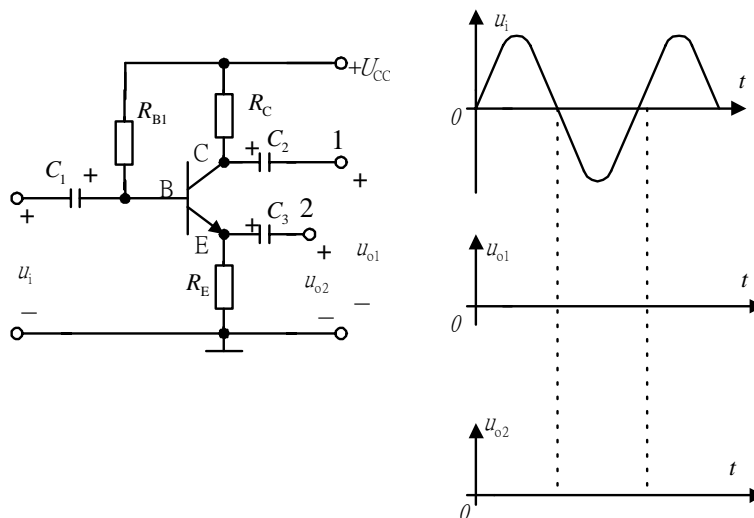 +U_CC
R_B1
R_C
C
C_2
1
+
+
C_1
+
B
+
E
+
C_3
2
+
u_i
R_E
u_o2
u_o1
−
−
−
u_i
t
0
u_o1
t
0
u_o2
t
0